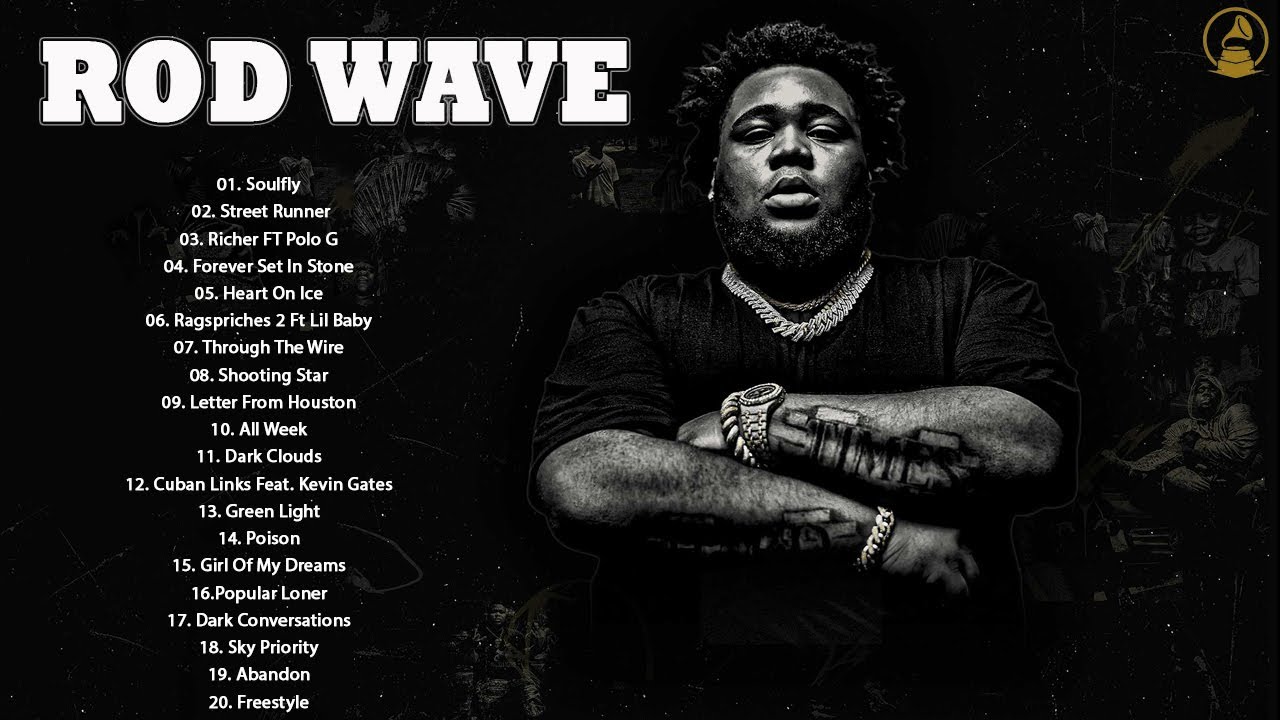 ROD WAVE
01. Soulfly
02. Street Runner
03. Richer FT Polo G
04. Forever Set In Stone
05. Heart On Ice
06. Ragspriches 2 Ft Lil Baby
07. Through The Wire
08. Shooting Star
09. Letter From Houston
10. All Week
11. Dark Clouds
12. Cuban Links Feat. Kevin Gates
13. Green Light
14. Poison
15. Girl Of My Dreams
16.Popular Loner
17. Dark Conversations
18. Sky Priority
19. Abandon
20. Freestyle